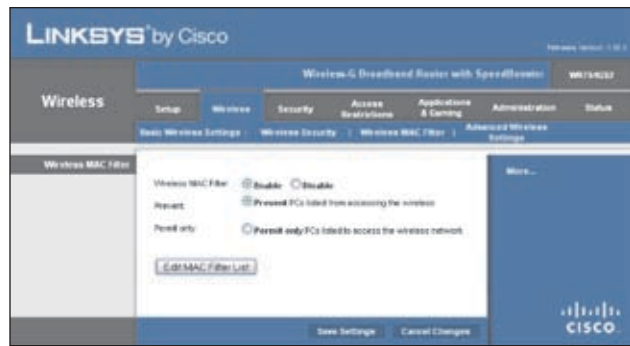 LINKSYS® by Cisco
Firmware Version:
Wireless
Wireless-G Broadband Router with SpeedBooster
Setup
Wireless
Security
Access Restrictions
Applications & Gaming
Administration
Status
Basic Wireless Settings | Wireless Security | Wireless MAC Filter | Advanced Wireless Settings
Wireless MAC Filter
Wireless MAC Filter: Enable Disable
Prevent: Prevent PCs listed from accessing the wireless
Permit only: Permit only PCs listed to access the wireless network
Edit MAC Filter List
More...
Save Settings
Cancel Changes
CISCO